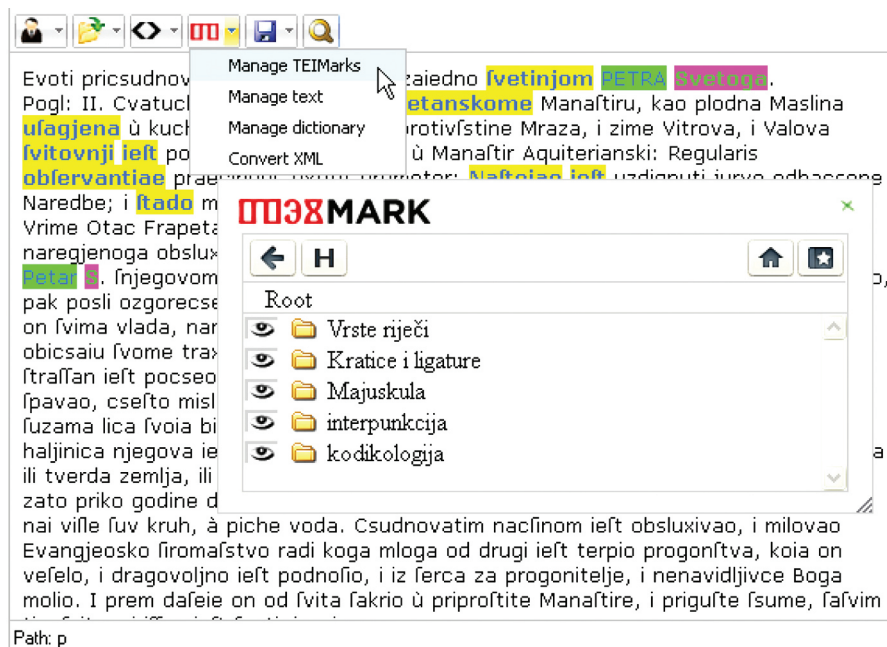 Manage TEIMarks
Manage text
Manage dictionary
Convert XML
Evoti pricsudnov zaiedno ſvetinjom PETRA Svetoga.
Pogl: II. Cvatucl etanskome Manaſtiru, kao plodna Maslina
uſagjena ù kuch rotivſstine Mraza, i zime Vitrova, i Valova
ſvitovnji ieſt po ù Manaſtir Aquiterianski: Regularis
obſervantiae Naſtojao ieſt uzdignuti iurve odbassene
Naredbe; i ſtado m
Vrime Otac Frapeta
naregjenoga obslux
Petar S. ſnjegovom
pak posli ozgorecse
on ſvima vlada, nar
obicsaiu ſvome trax
ſtraſſan ieſt pocseo
ſpavao, cseſto misl
ſuzama lica ſvoia bi
haljinica njegova ie a
ili tverda zemlja, ili
zato priko godine d
nai viſſe ſuv kruh, à piche voda. Csudnovatim nacſinom ieſt obsluxivao, i milovao
Evangjeosko ſiromaſstvo radi koga mloga od drugi ieſt terpio progonſtva, koia on
veſelo, i dragovoljno ieſt podnoſio, i iz ſerca za progonitelje, i nenavidljivce Boga
molio. I prem daſeie on od ſvita ſakrio ù priproſtite Manaſtire, i priguſte ſsume, ſaſvim
MARK
H
Root
Vrste riječi
Kratice i ligature
Majuskula
interpunkcija
kodikologija
Path: p